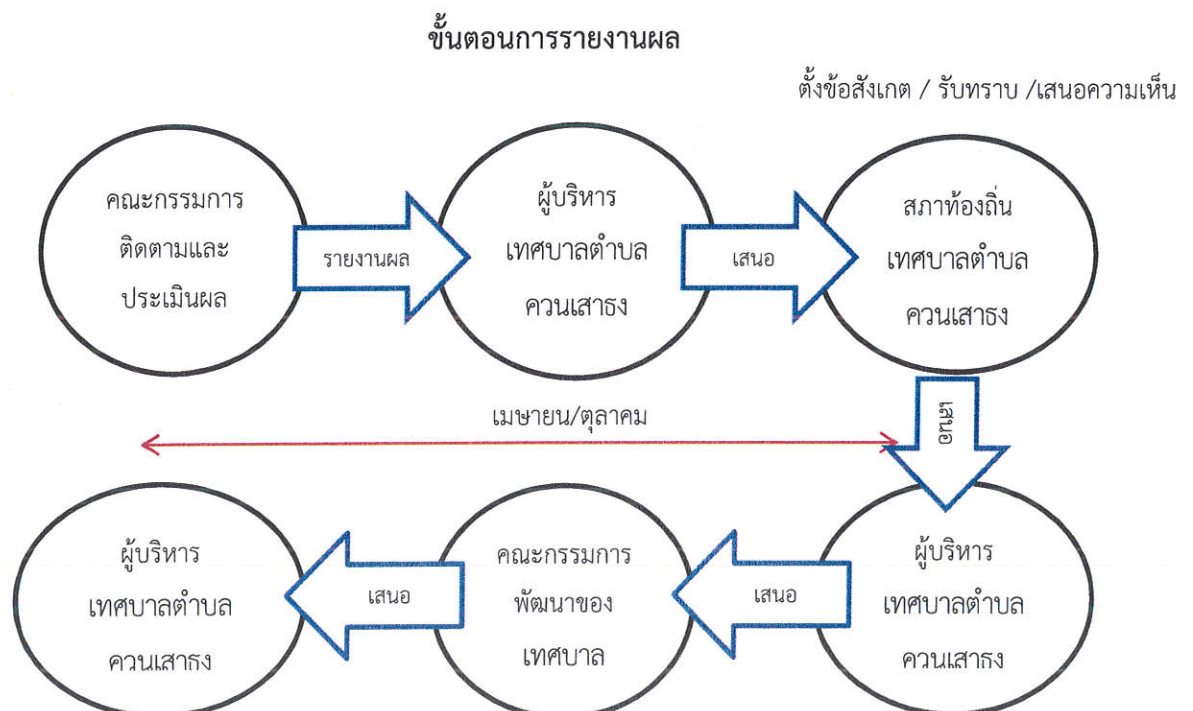 ขั้นตอนการรายงานผล
ตั้งข้อสังเกต / รับทราบ /เสนอความเห็น
คณะกรรมการ
ติดตามและ
ประเมินผล
รายงานผล
ผู้บริหาร
เทศบาลตำบล
ควนเสาธง
เสนอ
สภาท้องถิ่น
เทศบาลตำบล
ควนเสาธง
เสนอ
เมษายน/ตุลาคม
ผู้บริหาร
เทศบาลตำบล
ควนเสาธง
เสนอ
คณะกรรมการ
พัฒนาของ
เทศบาล
เสนอ
ผู้บริหาร
เทศบาลตำบล
ควนเสาธง